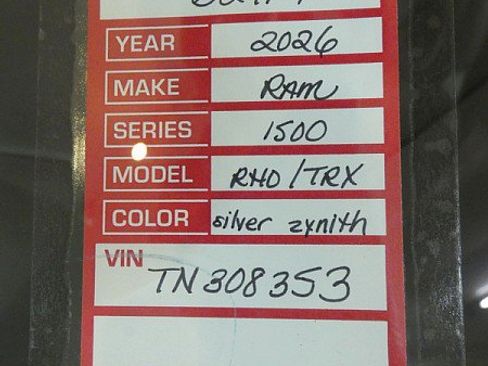 YEAR 2026
MAKE RAM
SERIES 1500
MODEL RHO/TRX
COLOR silver zynith
VIN
TN308353